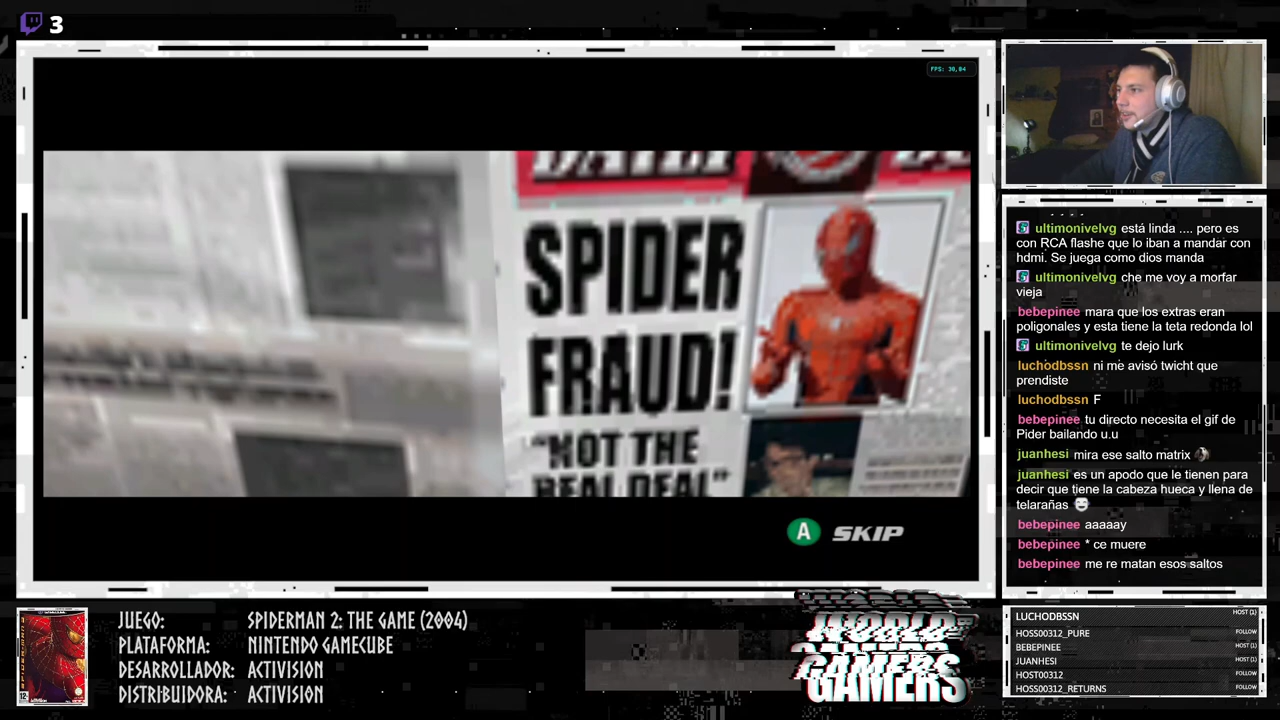 3
FPS: 30,04
DAILY
SPIDER
FRAUD!
"NOT THE
REAL DEAL"
A SKIP
ultimonivelvg está linda .... pero es
con RCA flashe que lo iban a mandar con
hdmi. Se juega como dios manda
ultimonivelvg che me voy a morfar
vieja
bebepinee mara que los extras eran
poligonales y esta tiene la teta redonda lol
ultimonivelvg te dejo lurk
luchodbssn ni me avisó twicht que
prendiste
luchodbssn F
bebepinee tu directo necesita el gif de
Pider bailando u.u
juanhesi mira ese salto matrix
juanhesi es un apodo que le tienen para
decir que tiene la cabeza hueca y llena de
telarañas
bebepinee aaaaay
bebepinee * ce muere
bebepinee me re matan esos saltos
JUEGO: SPIDERMAN 2: THE GAME (2004)
PLATAFORMA: NINTENDO GAMECUBE
DESARROLLADOR: ACTIVISION
DISTRIBUIDORA: ACTIVISION
WORLD
GAMERS
GAMERS
LUCHODBSSN HOST (1)
HOSS00312_PURE FOLLOW
BEBEPINEE HOST (1)
JUANHESI HOST (1)
HOST00312 FOLLOW
HOSS00312_RETURNS FOLLOW